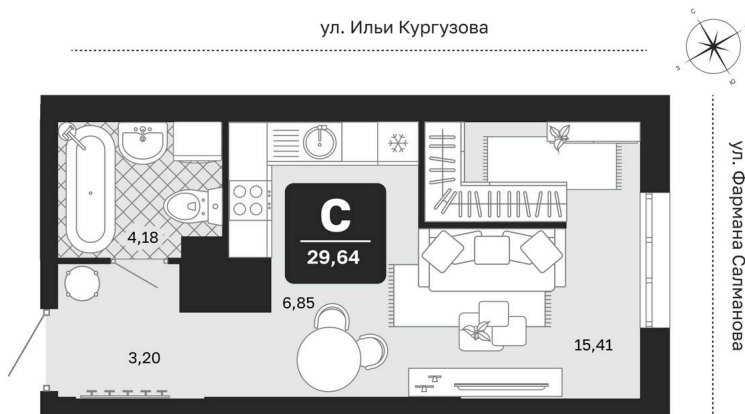 ул. Ильи Кургузова
с
з
ю
ул. Фармана Салманова
4,18
С
29,64
6,85
3,20
15,41